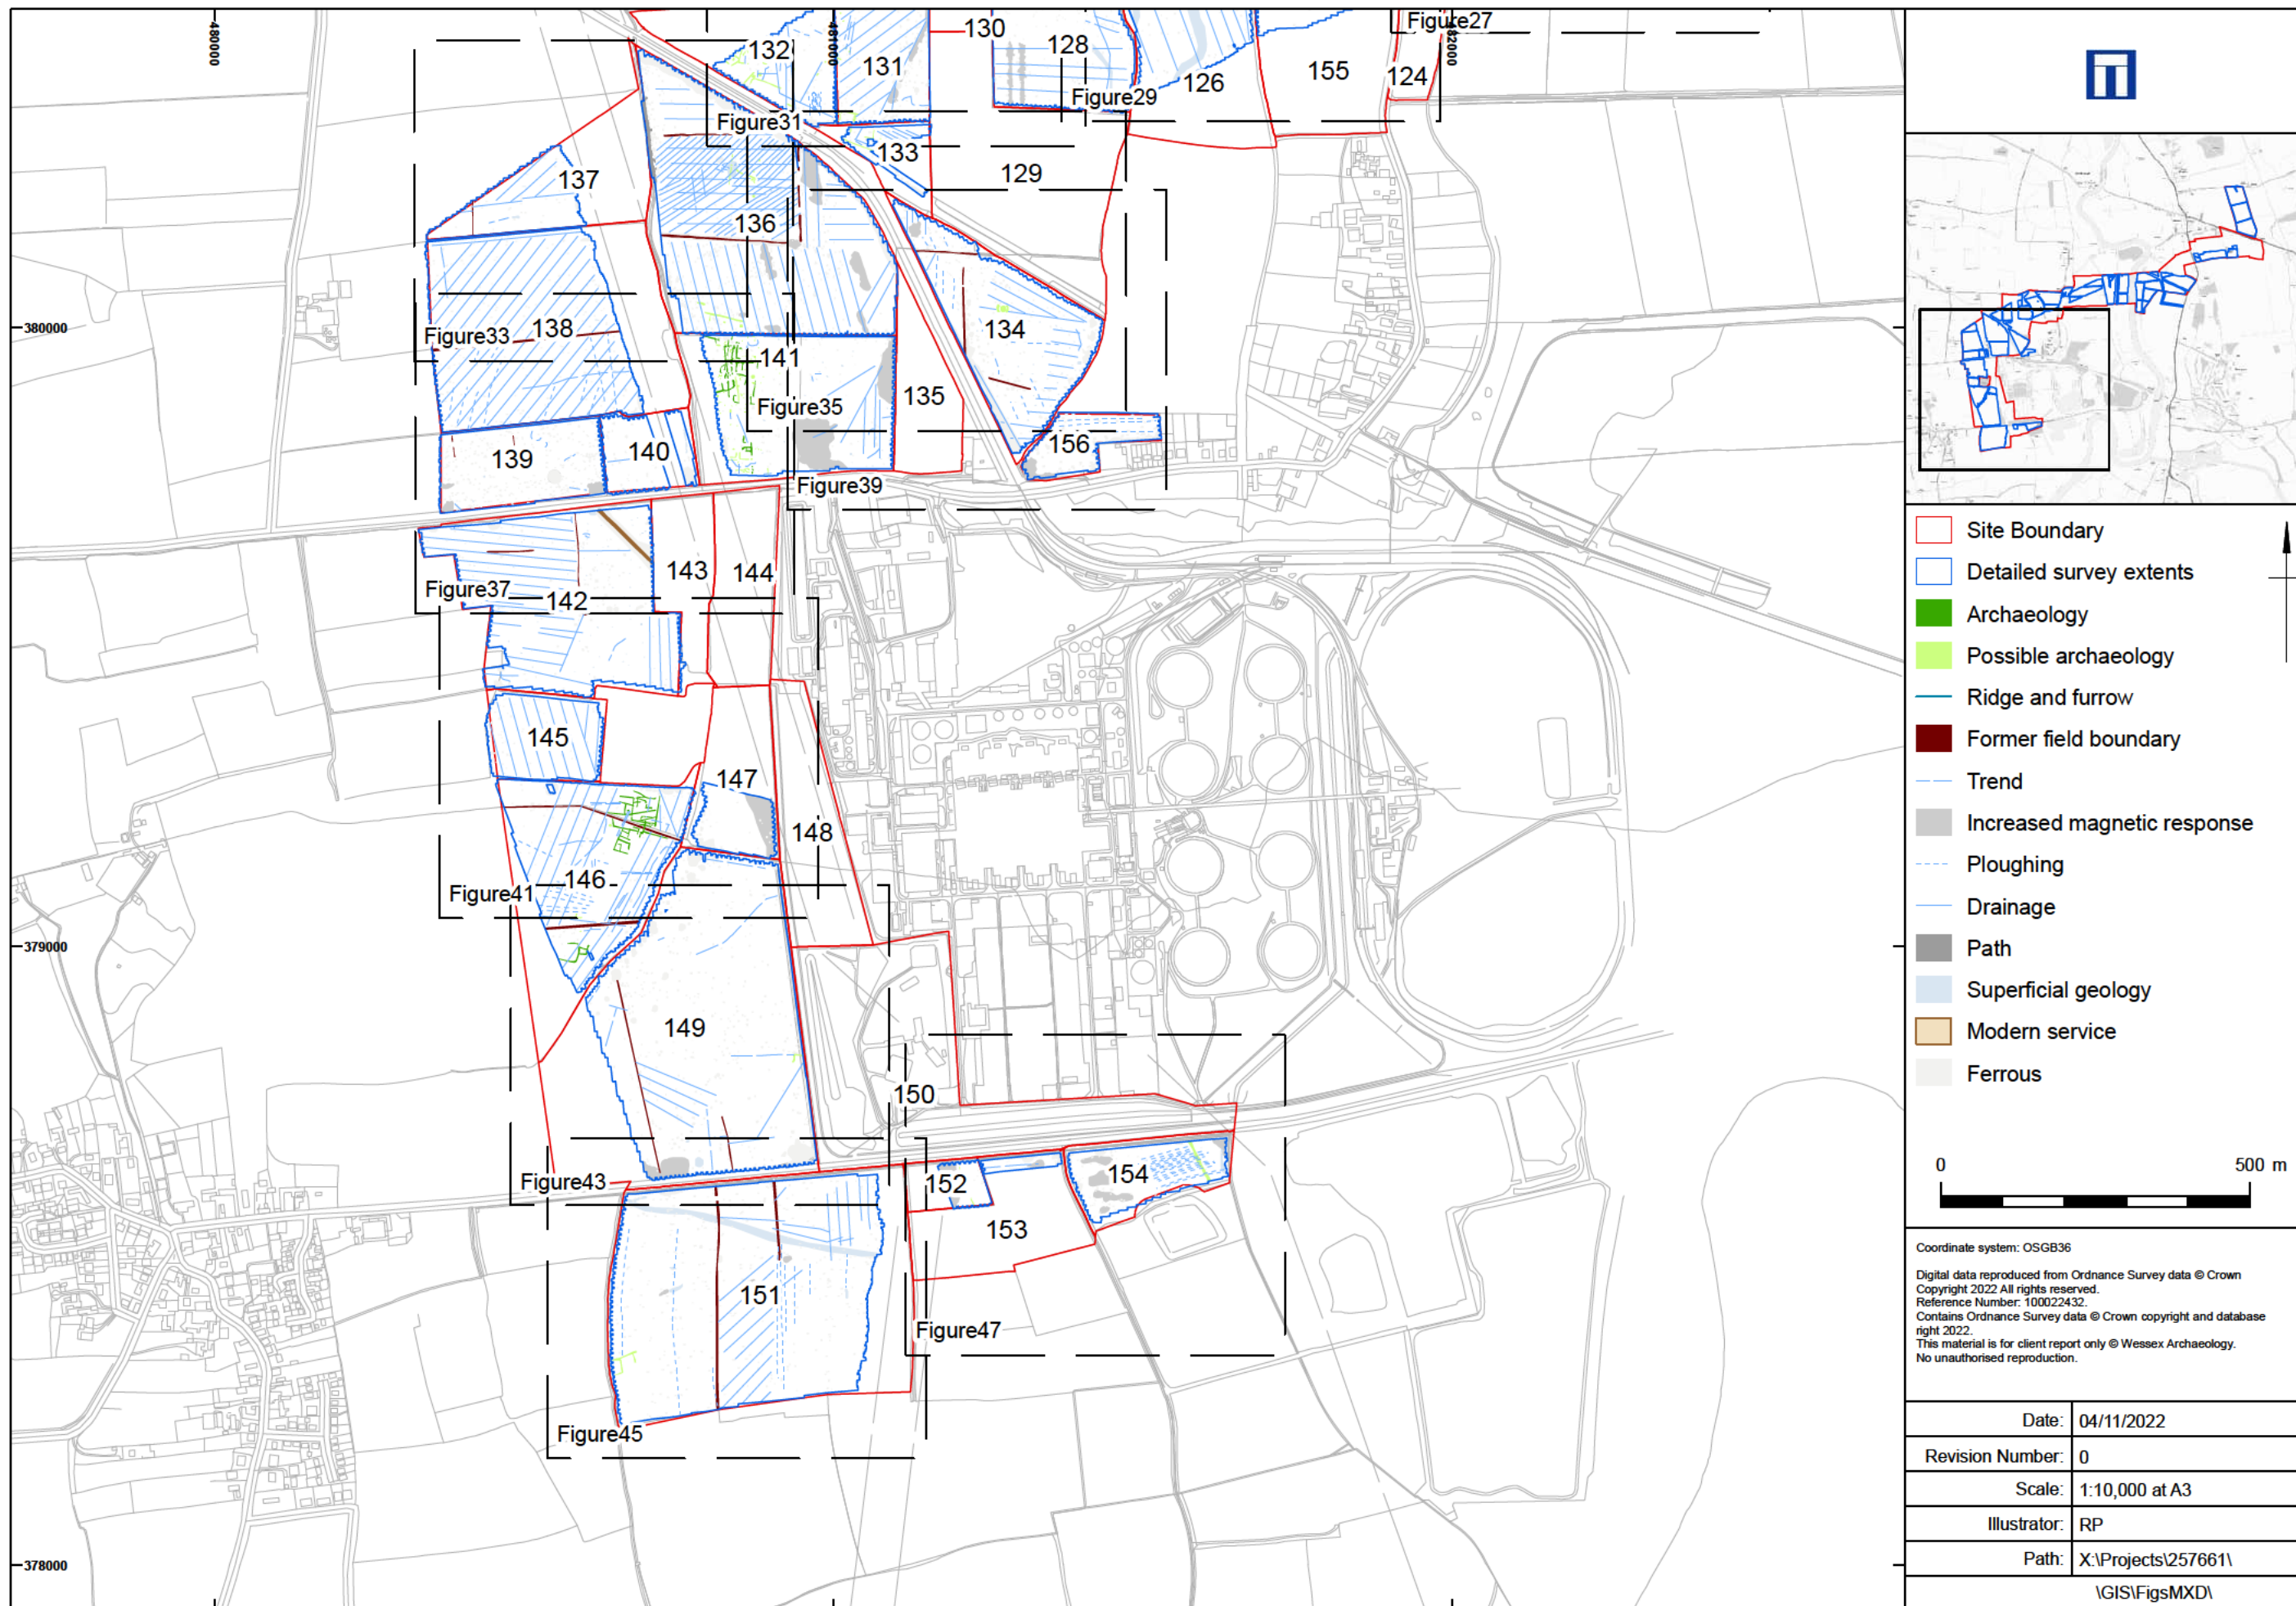 480000
481000
482000
Figure27
130
132
128
131
155
124
126
Figure29
Figure31
133
129
137
136
380000
Figure33
138
134
141
135
Figure35
156
139
140
Figure39
143
144
Figure37
142
145
147
148
146
Figure41
379000
149
150
Figure43
152
154
153
151
Figure47
Figure45
378000
Site Boundary
Detailed survey extents
Archaeology
Possible archaeology
Ridge and furrow
Former field boundary
Trend
Increased magnetic response
Ploughing
Drainage
Path
Superficial geology
Modern service
Ferrous
0 500 m
Coordinate system: OSGB36
Digital data reproduced from Ordnance Survey data © Crown
Copyright 2022 All rights reserved.
Reference Number: 100022432.
Contains Ordnance Survey data © Crown copyright and database
right 2022.
This material is for client report only © Wessex Archaeology.
No unauthorised reproduction.
Date: 04/11/2022
Revision Number: 0
Scale: 1:10,000 at A3
Illustrator: RP
Path: X:\Projects\257661\
\GIS\FigsMXD\